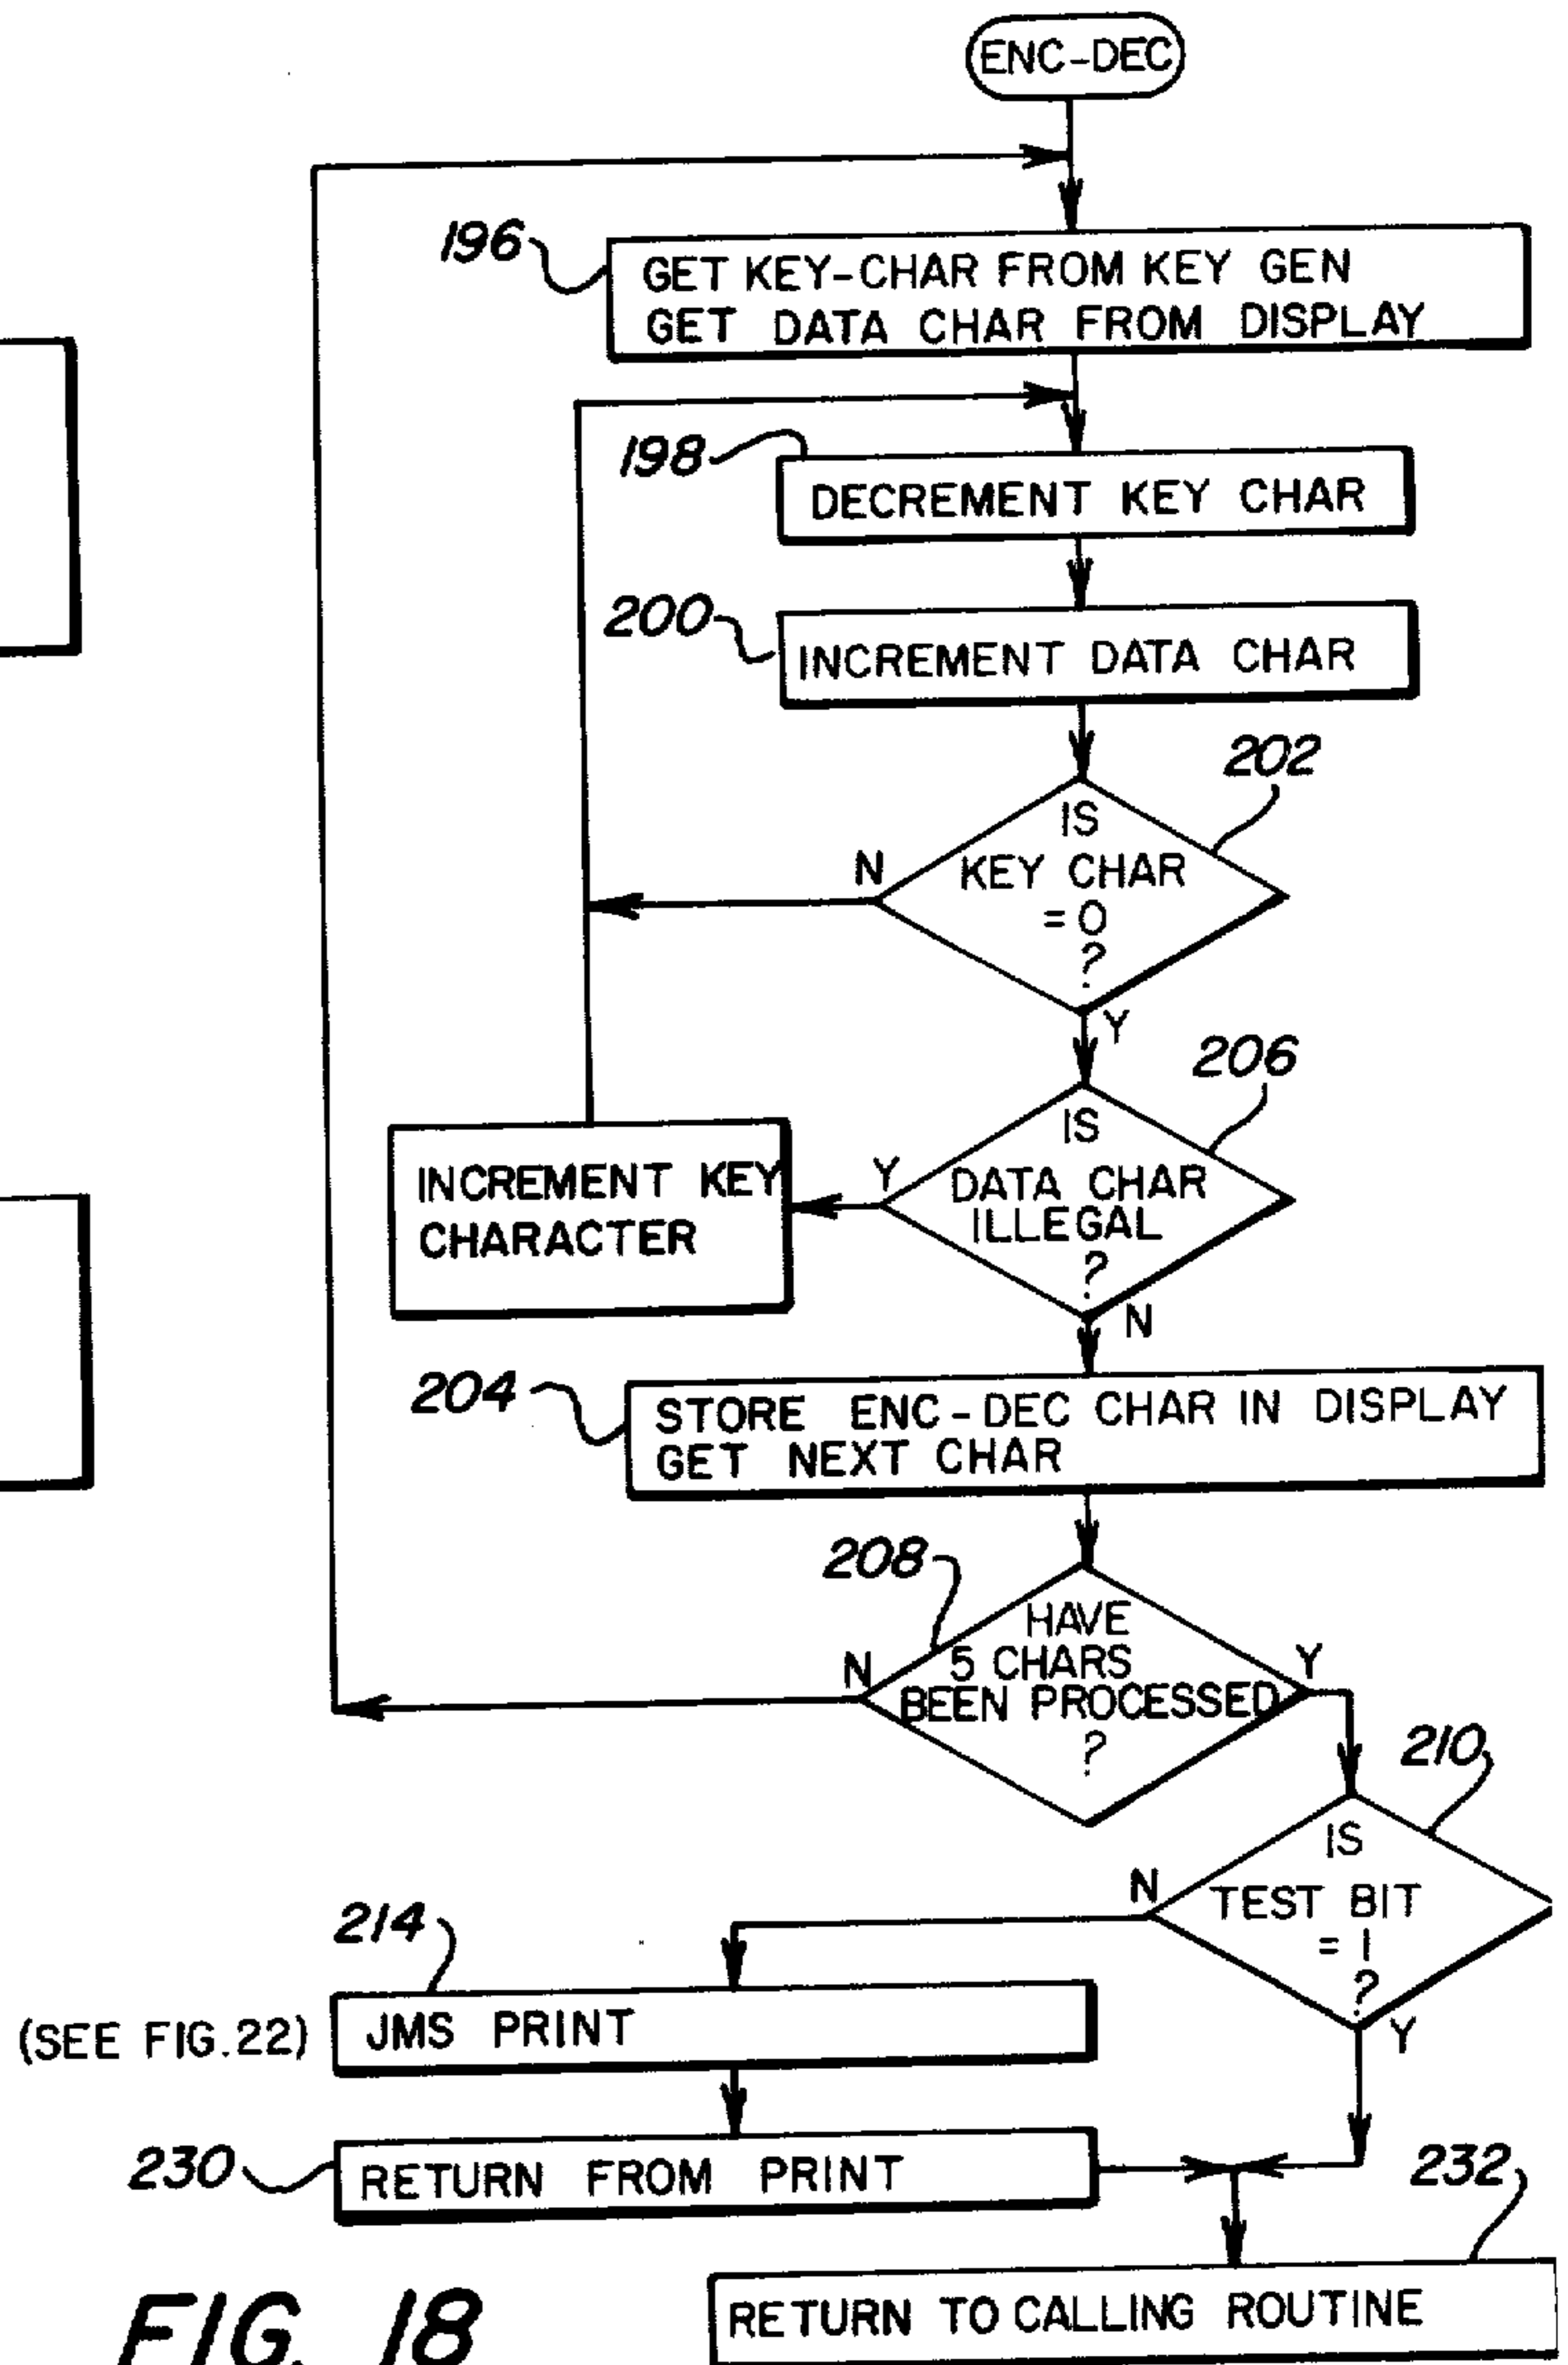 ENC-DEC
196
GET KEY-CHAR FROM KEY GEN
GET DATA CHAR FROM DISPLAY
198
DECREMENT KEY CHAR
200
INCREMENT DATA CHAR
202
IS
KEY CHAR
= 0
?
N
Y
206
IS
DATA CHAR
ILLEGAL
?
Y
N
INCREMENT KEY
CHARACTER
204
STORE ENC-DEC CHAR IN DISPLAY
GET NEXT CHAR
208
HAVE
5 CHARS
BEEN PROCESSED
?
N
Y
210
IS
TEST BIT
= 1
?
N
Y
214
(SEE FIG.22)
JMS PRINT
230
RETURN FROM PRINT
232
RETURN TO CALLING ROUTINE
FIG. 18